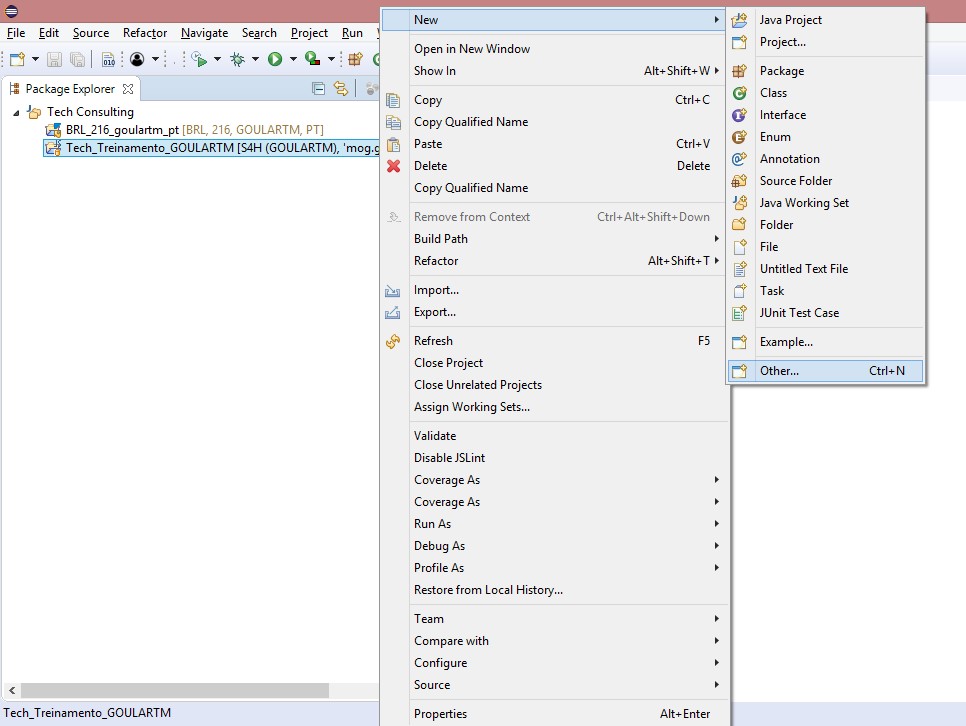 File Edit Source Refactor Navigate Search Project Run
Package Explorer
Tech Consulting
BRL_216_goulartm_pt [BRL, 216, GOULARTM, PT]
Tech_Treinamento_GOULARTM [S4H (GOULARTM), 'mog.g
New
Open in New Window
Show In Alt+Shift+W
Copy Ctrl+C
Copy Qualified Name
Paste Ctrl+V
Delete Delete
Copy Qualified Name
Remove from Context Ctrl+Alt+Shift+Down
Build Path
Refactor Alt+Shift+T
Import...
Export...
Refresh F5
Close Project
Close Unrelated Projects
Assign Working Sets...
Validate
Disable JSLint
Coverage As
Coverage As
Run As
Debug As
Profile As
Restore from Local History...
Team
Compare with
Configure
Source
Properties Alt+Enter
Java Project
Project...
Package
Class
Interface
Enum
Annotation
Source Folder
Java Working Set
Folder
File
Untitled Text File
Task
JUnit Test Case
Example...
Other... Ctrl+N
Tech_Treinamento_GOULARTM